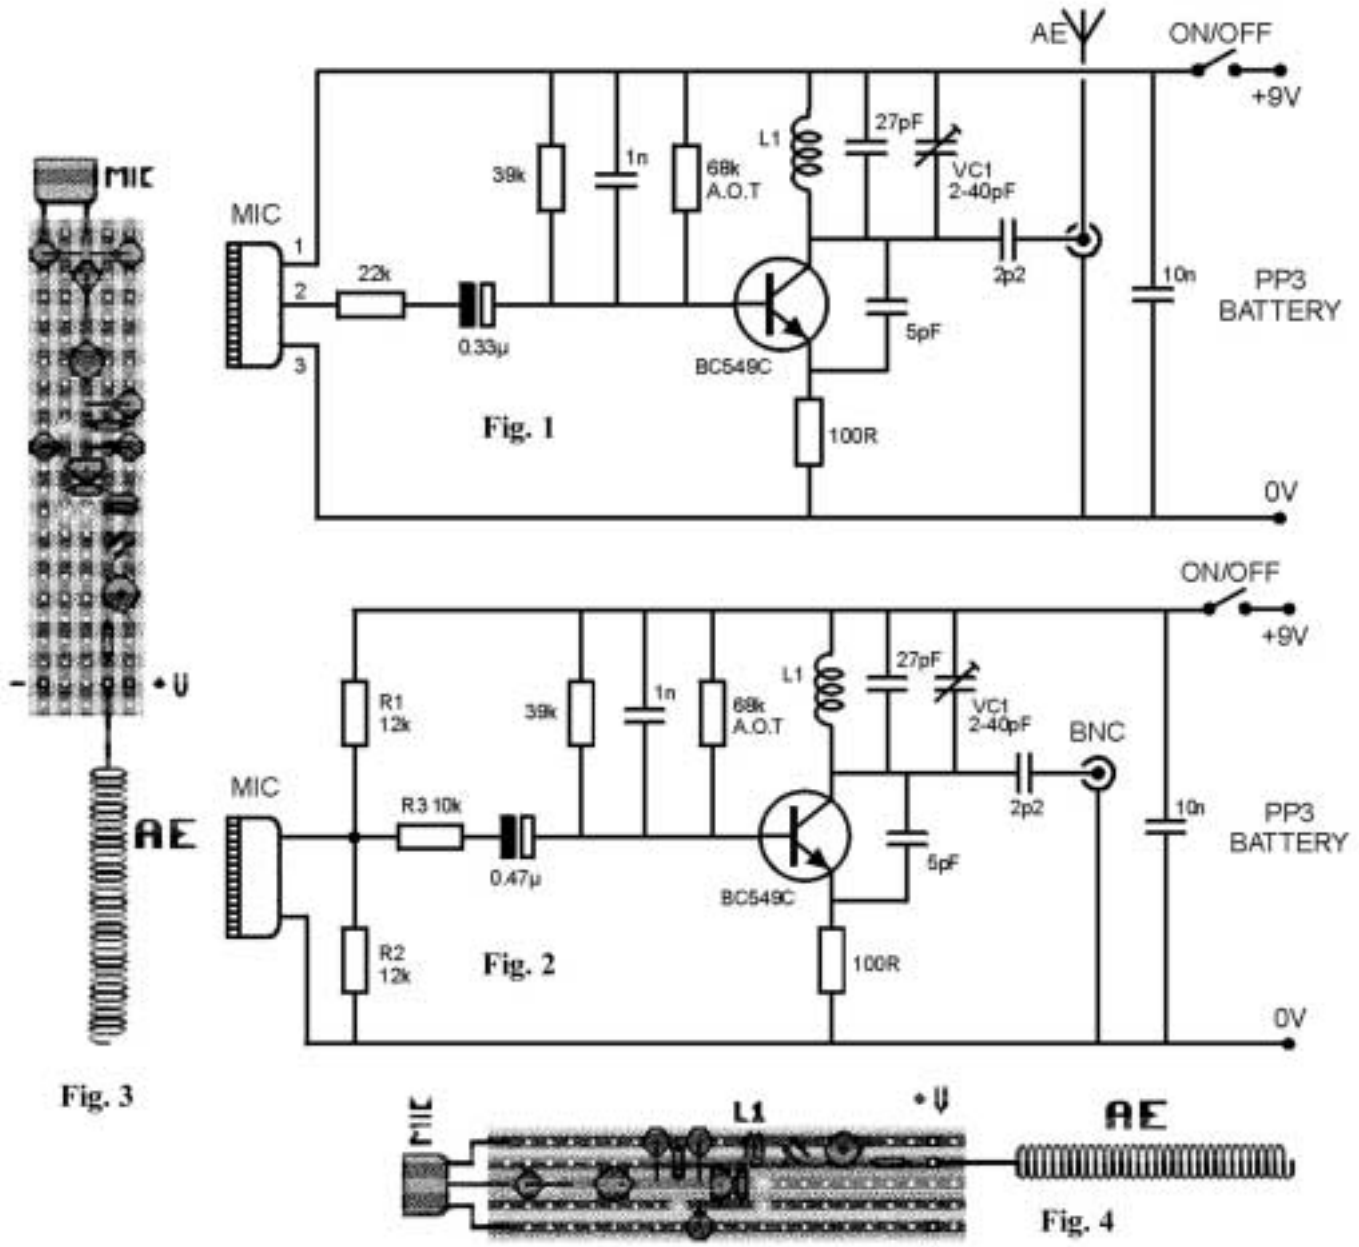 AE
ON/OFF
+9V
MIC
MIC
1
2
3
22k
0.33µ
39k
1n
68k
A.O.T
L1
27pF
VC1
2-40pF
2p2
5pF
10n
PP3
BATTERY
BC549C
100R
Fig. 1
0V
ON/OFF
+9V
- + V
R1
12k
39k
1n
68k
A.O.T
L1
27pF
VC1
2-40pF
BNC
MIC
R3 10k
0.47µ
2p2
5pF
10n
PP3
BATTERY
BC549C
AE
R2
12k
Fig. 2
100R
0V
Fig. 3
MIC
L1
+ V
AE
Fig. 4